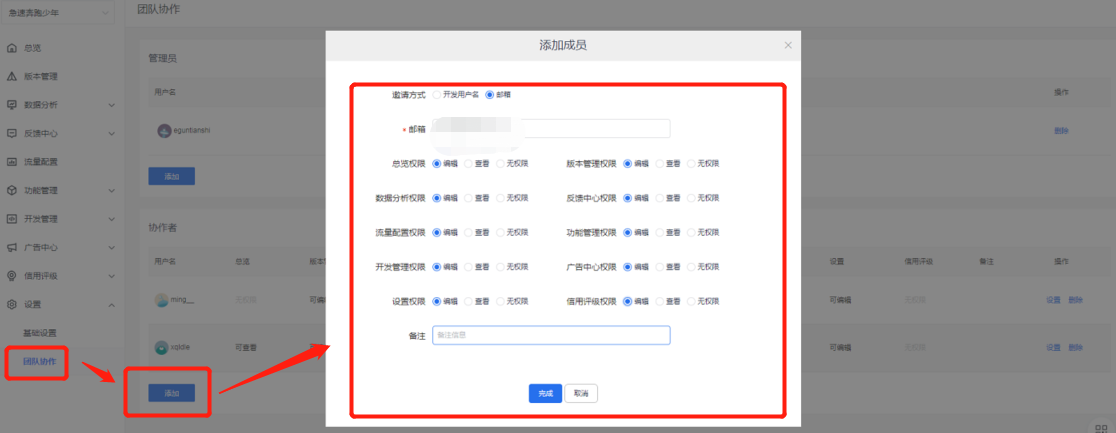 急速奔跑少年
团队协作
总览
版本管理
数据分析
反馈中心
流量配置
功能管理
开发管理
广告中心
信用评级
设置
基础设置
团队协作
管理员
用户名
操作
egunbanshi
删除
添加
协作者
用户名
总览
设置
信用评级
备注
操作
ming__
无权限
可编辑
无权限
设置 删除
sqldie
可查看
可编辑
无权限
设置 删除
添加
添加成员
邀请方式 开发用户名 邮箱
* 邮箱
总览权限 编辑 查看 无权限 版本管理权限 编辑 查看 无权限
数据分析权限 编辑 查看 无权限 反馈中心权限 编辑 查看 无权限
流量配置权限 编辑 查看 无权限 功能管理权限 编辑 查看 无权限
开发管理权限 编辑 查看 无权限 广告中心权限 编辑 查看 无权限
设置权限 编辑 查看 无权限 信用评级权限 编辑 查看 无权限
备注 备注信息
完成 取消